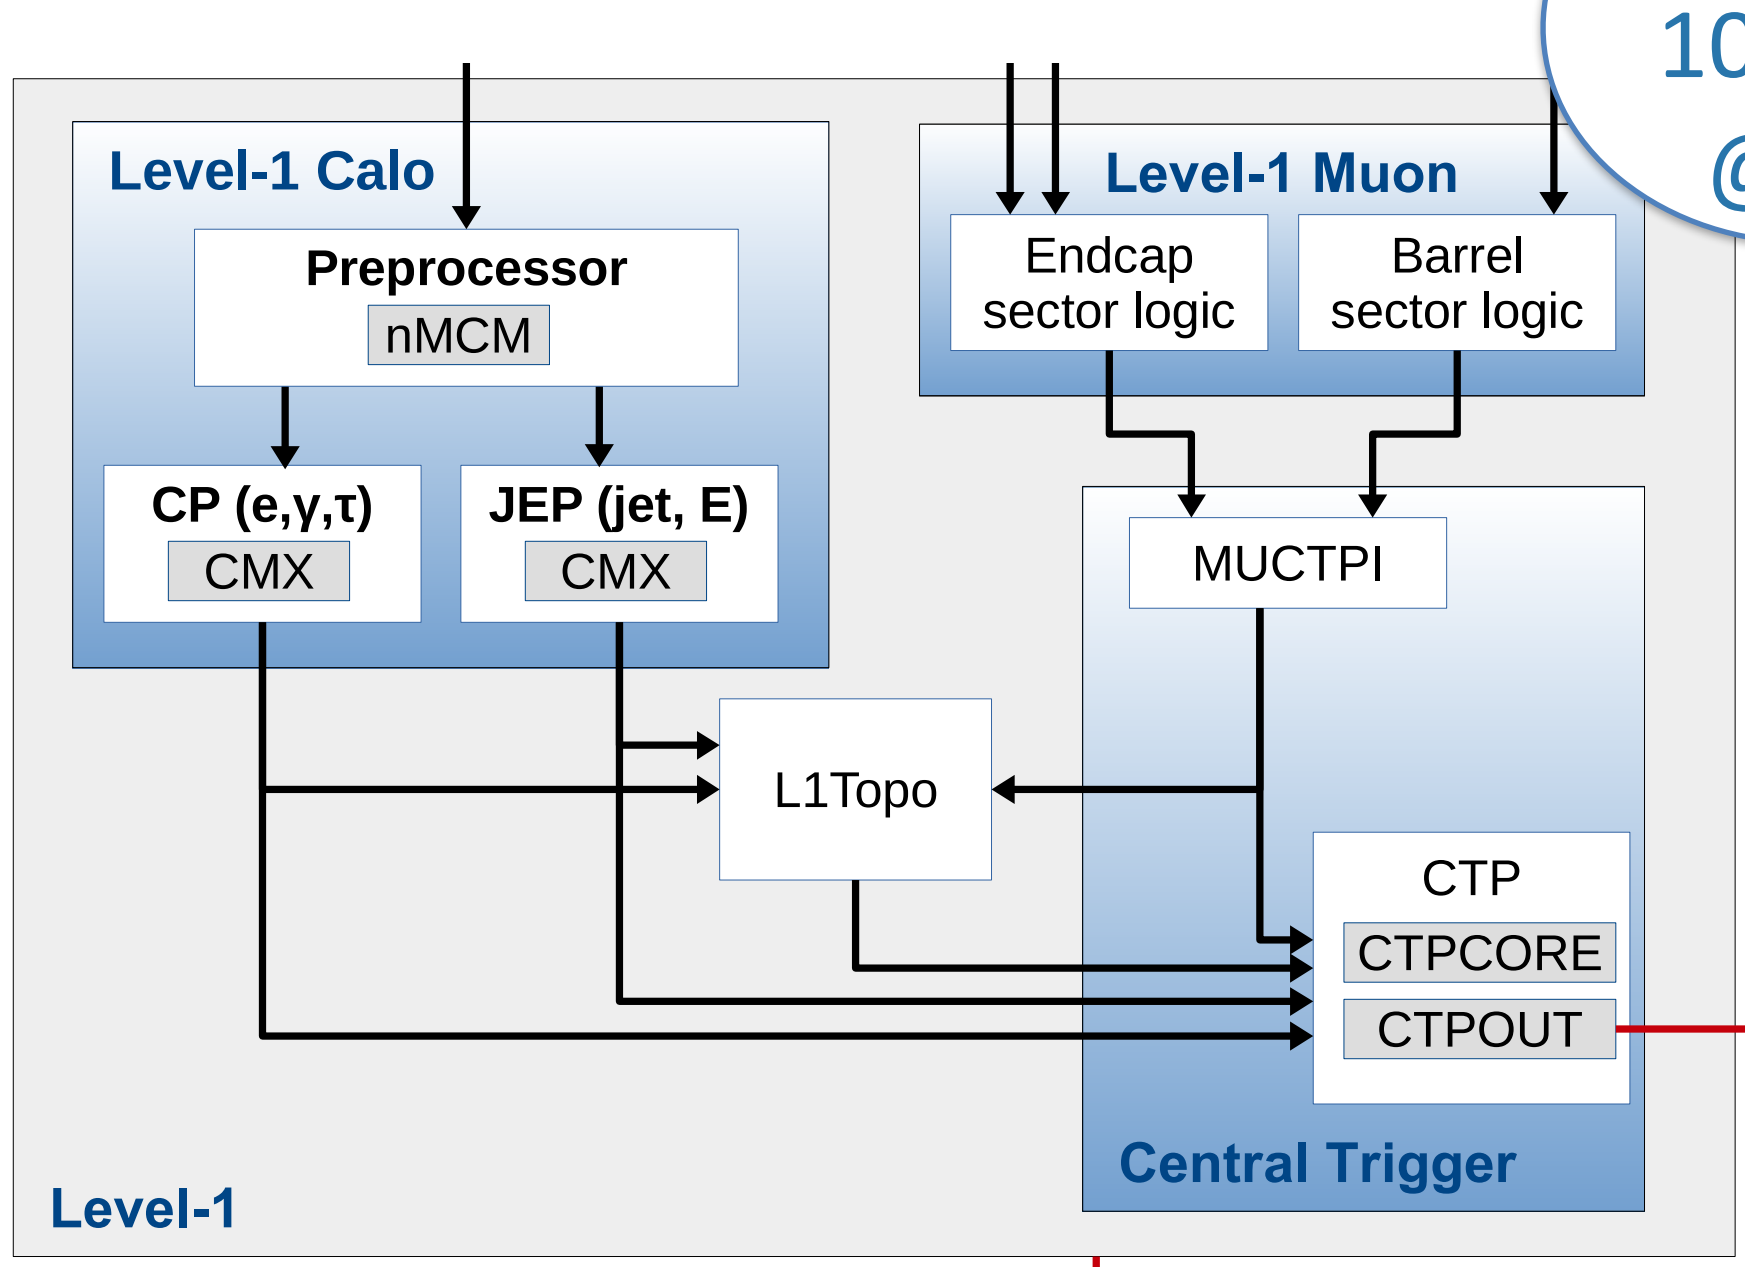 10
@
Level-1 Calo
Level-1 Muon
Preprocessor
nMCM
Endcap
sector logic
Barrel
sector logic
CP (e,γ,τ)
CMX
JEP (jet, E)
CMX
MUCTPI
L1Topo
CTP
CTPCORE
CTPOUT
Central Trigger
Level-1